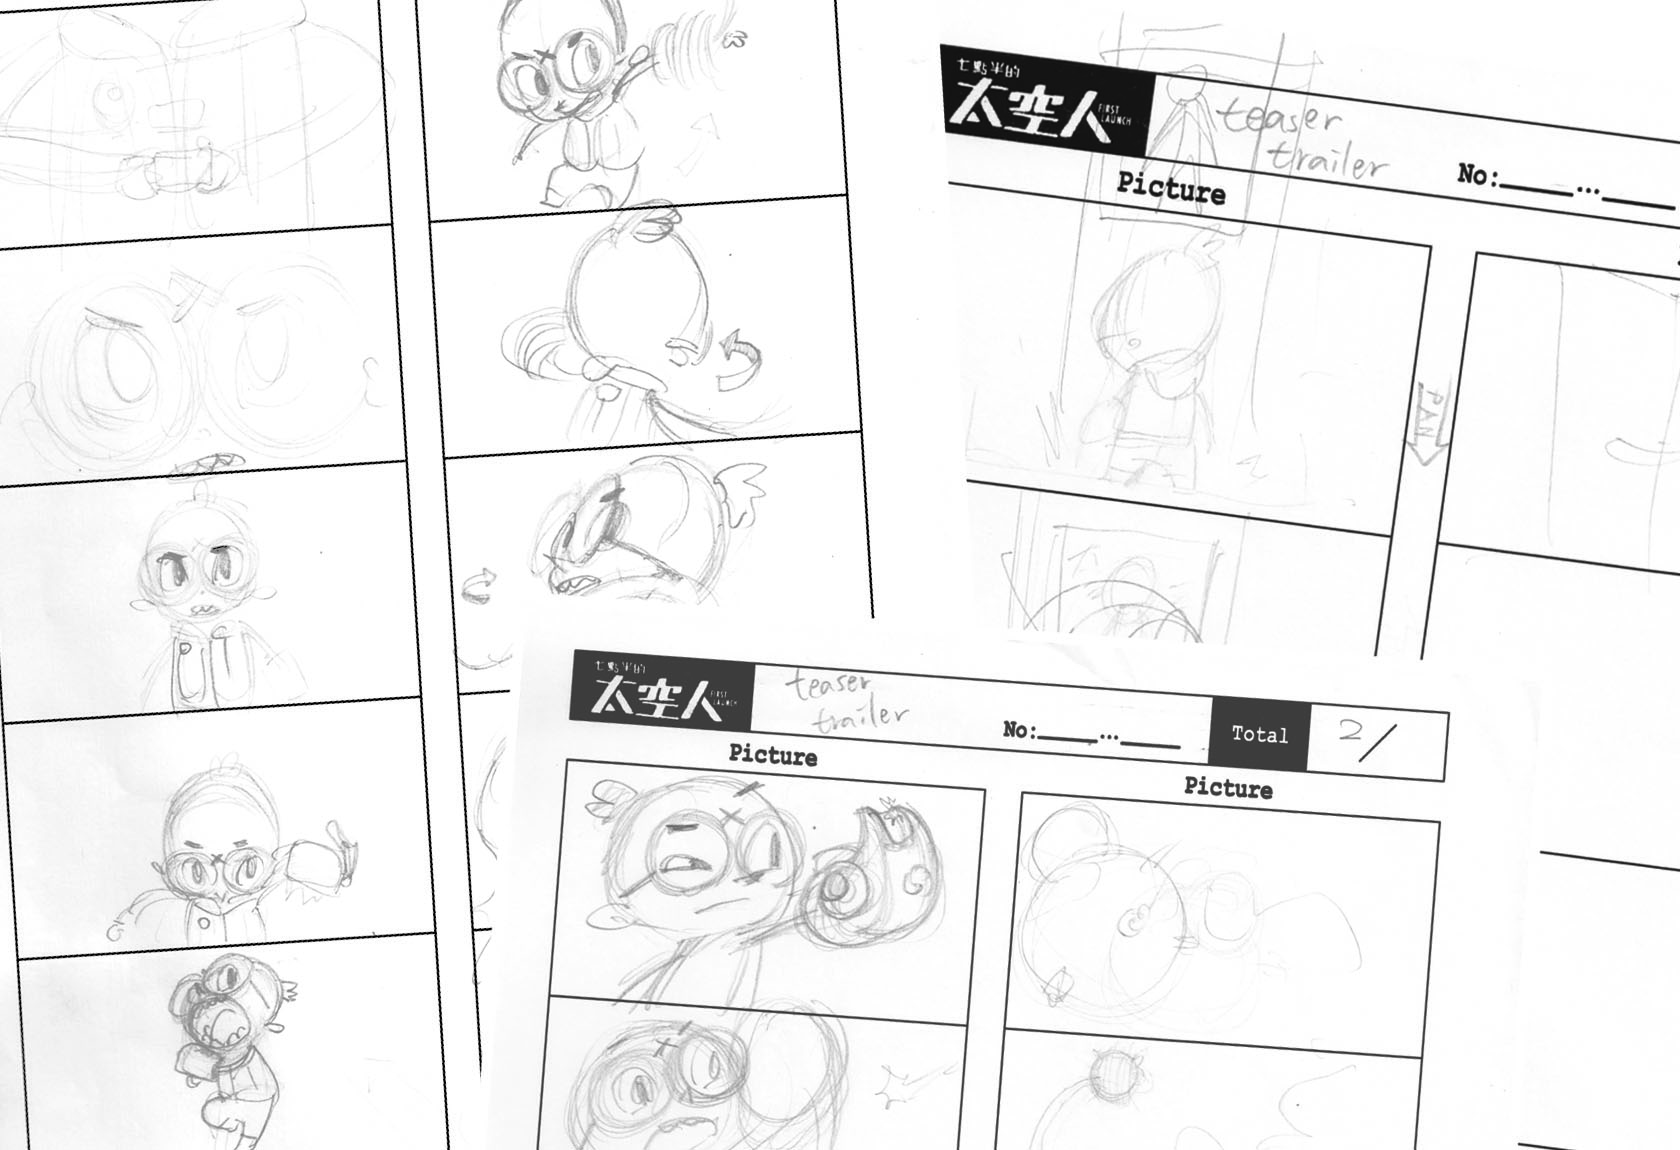 七點半的
太空人
FIRST
LAUNCH
teaser
trailer
No:
Picture
PAN
七點半的
太空人
FIRST
LAUNCH
teaser
trailer
No:
Total
2/
Picture
Picture